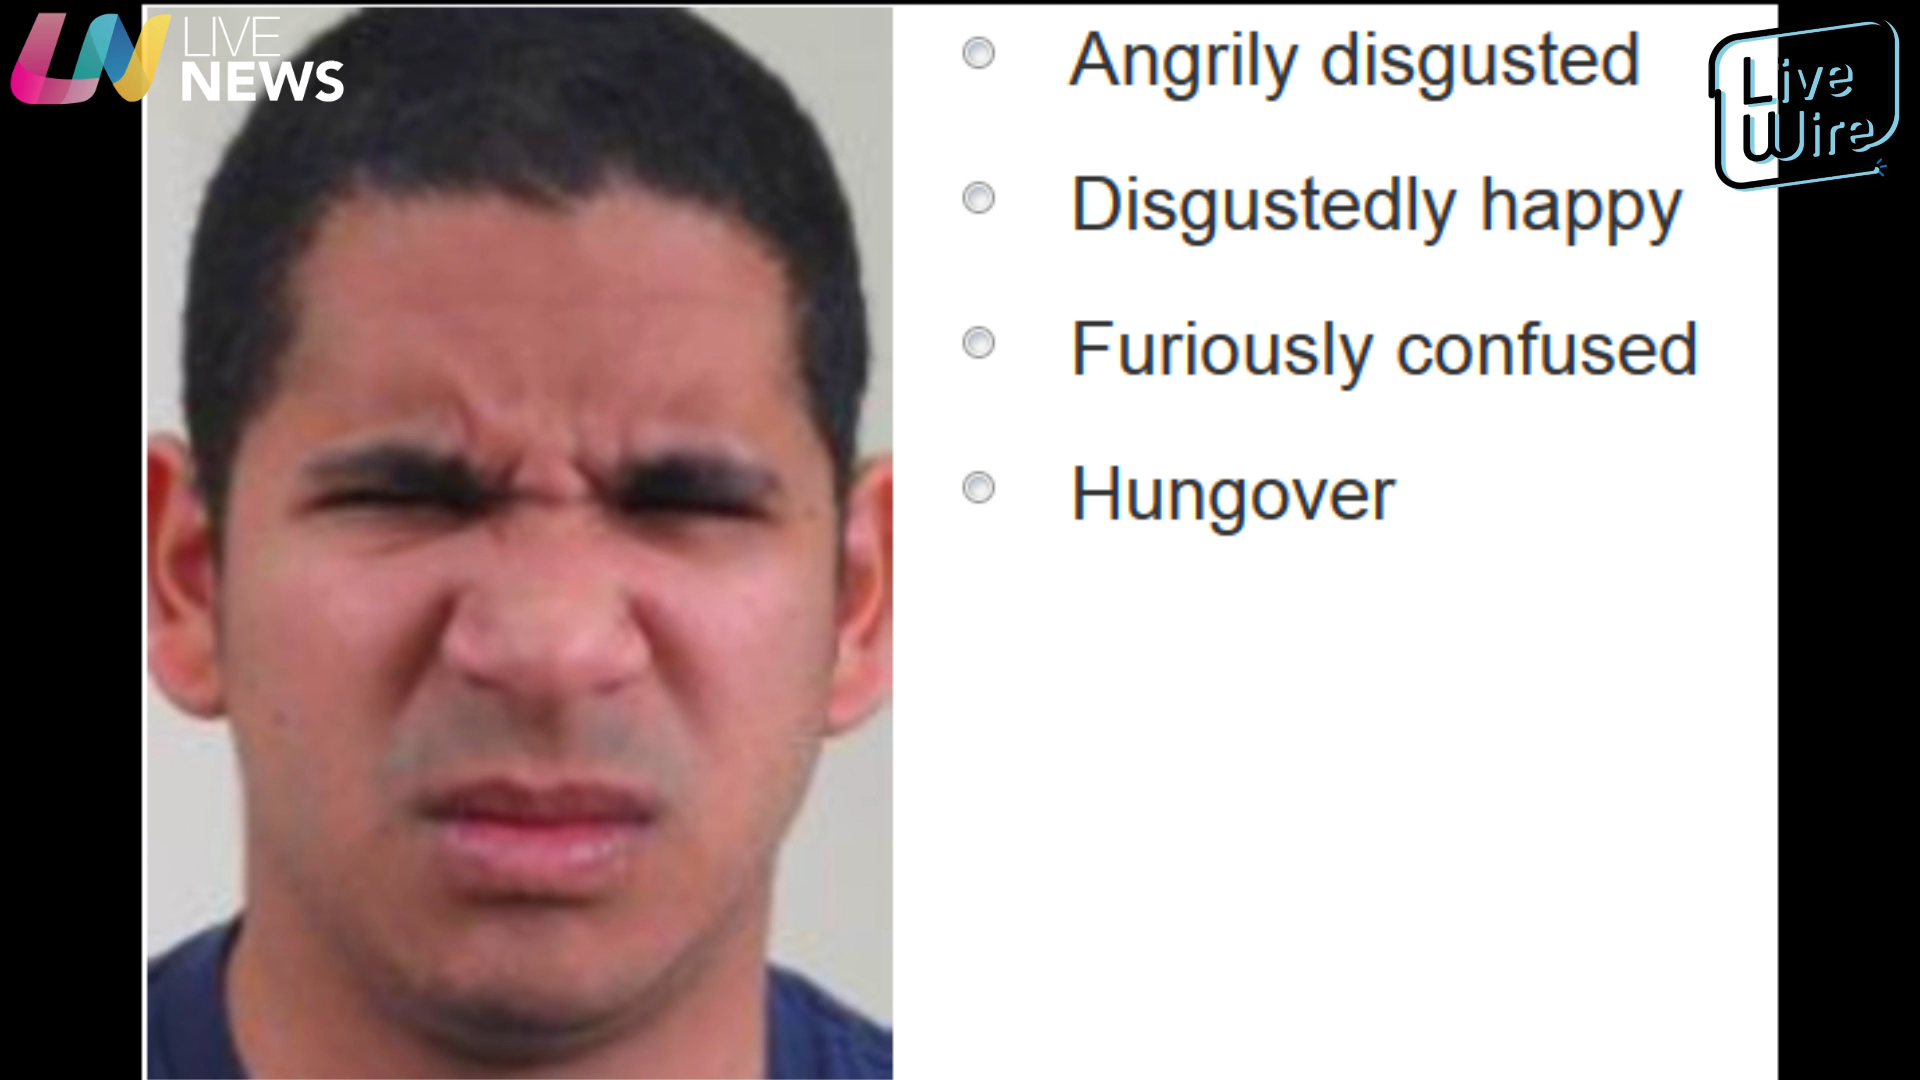 LIVE
NEWS
Live
Wire
Angrily disgusted
Disgustedly happy
Furiously confused
Hungover